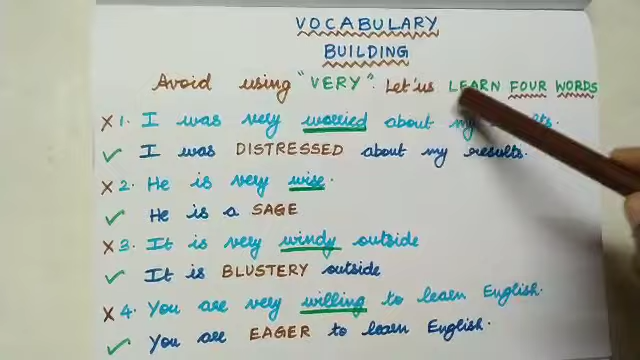 VOCABULARY
BUILDING
Avoid using "VERY". Let's LEARN FOUR WORDS
X 1. I was very worried about my
✓ I was DISTRESSED about my results.
X 2. He is very wise.
✓ He is a SAGE
X 3. It is very windy outside
✓ It is BLUSTERY outside
X 4. You are very willing to learn English.
✓ You are EAGER to learn English.